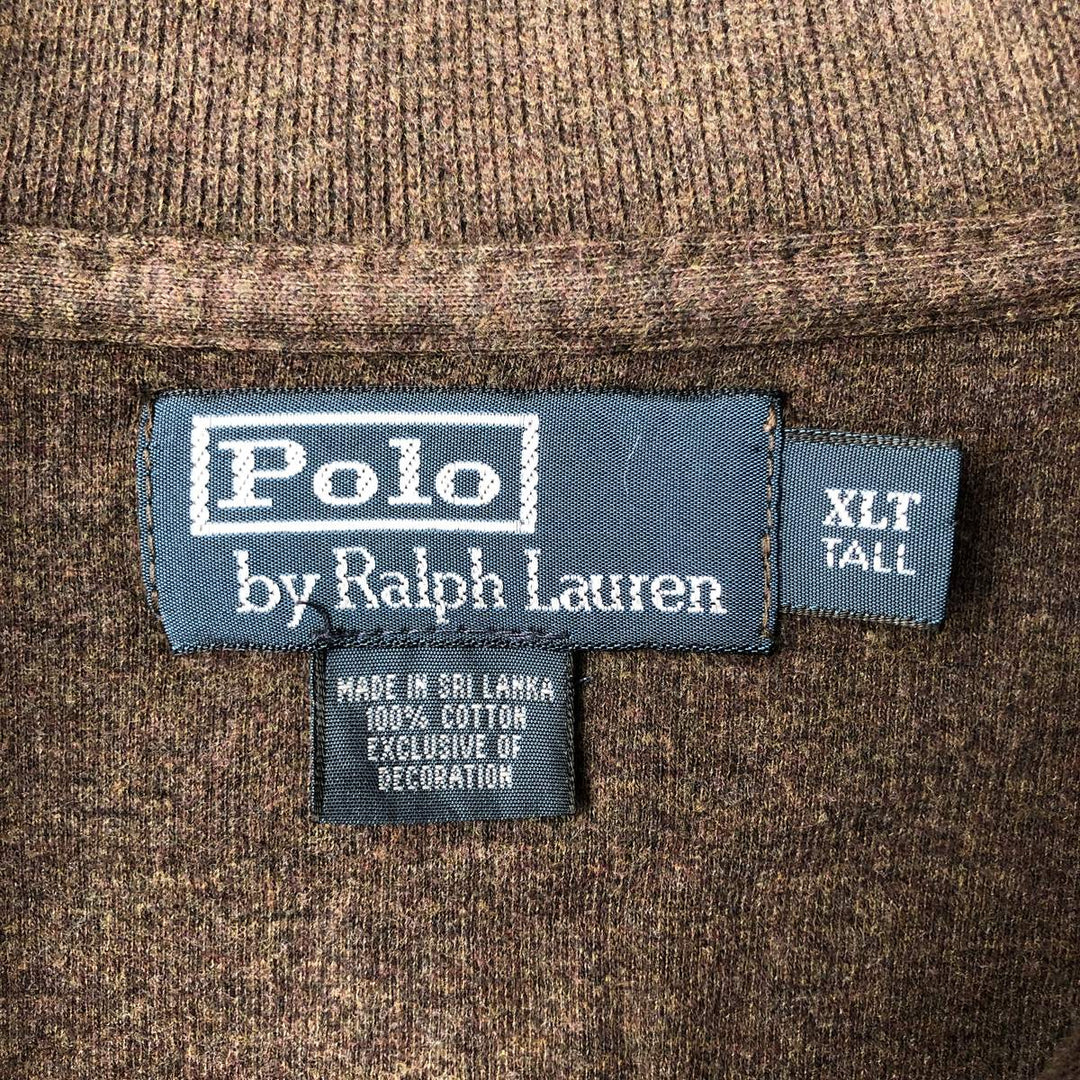 Polo
by Ralph Lauren
XLT
TALL
MADE IN SRI LANKA
100% COTTON
EXCLUSIVE OF
DECORATION